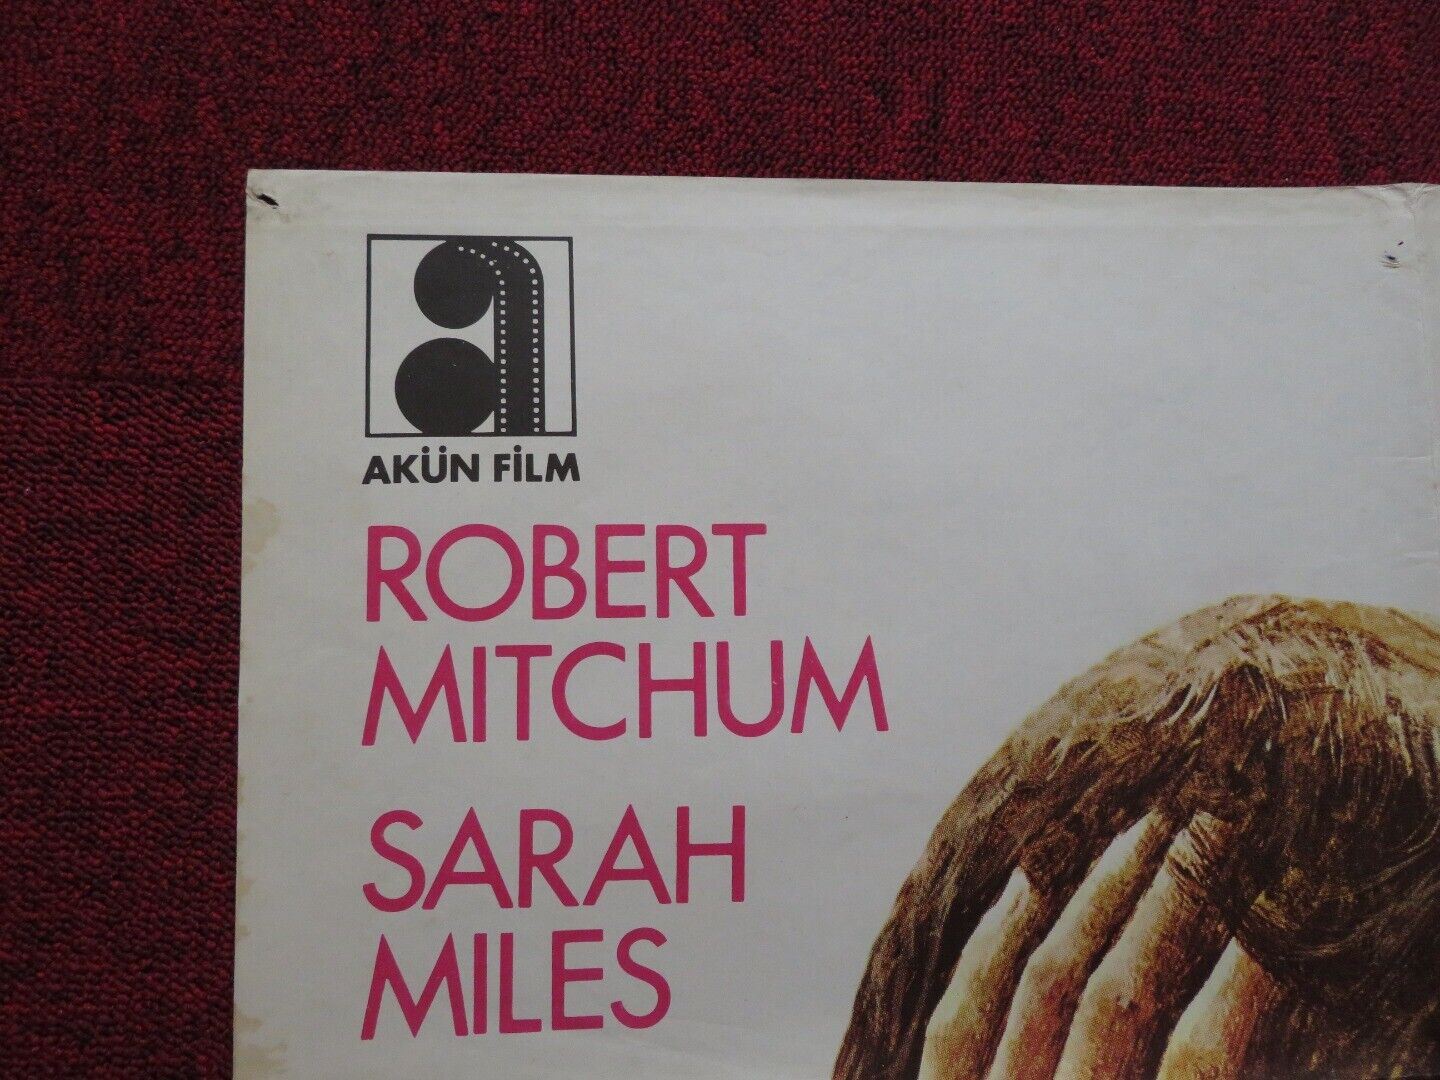 AKÜN FİLM
ROBERT
MITCHUM
SARAH
MILES